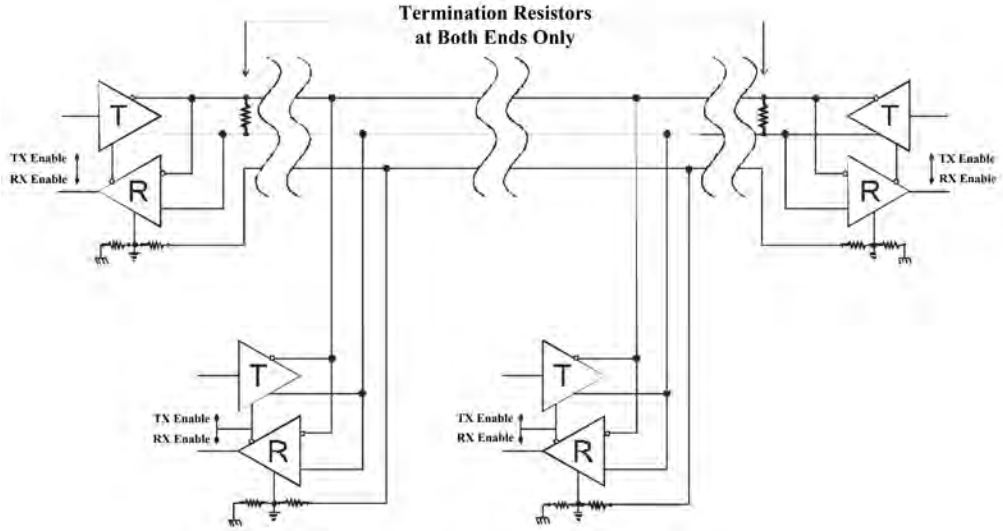 Termination Resistors
at Both Ends Only
T
TX Enable
RX Enable
R
T
TX Enable
RX Enable
R
T
TX Enable
RX Enable
R
T
TX Enable
RX Enable
R